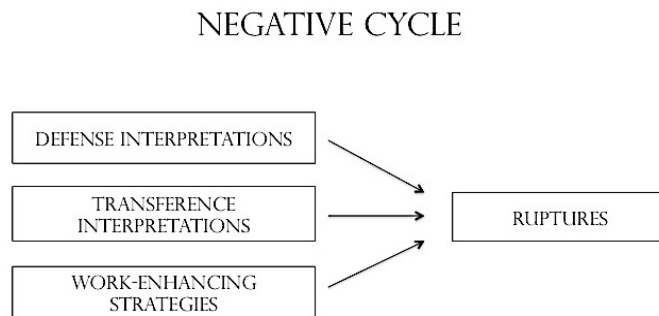 NEGATIVE CYCLE
DEFENSE INTERPRETATIONS
TRANSFERENCE
INTERPRETATIONS
WORK-ENHANCING
STRATEGIES
RUPTURES